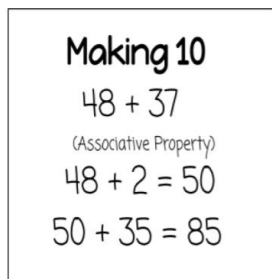 Making 10
48 + 37
(Associative Property)
48 + 2 = 50
50 + 35 = 85